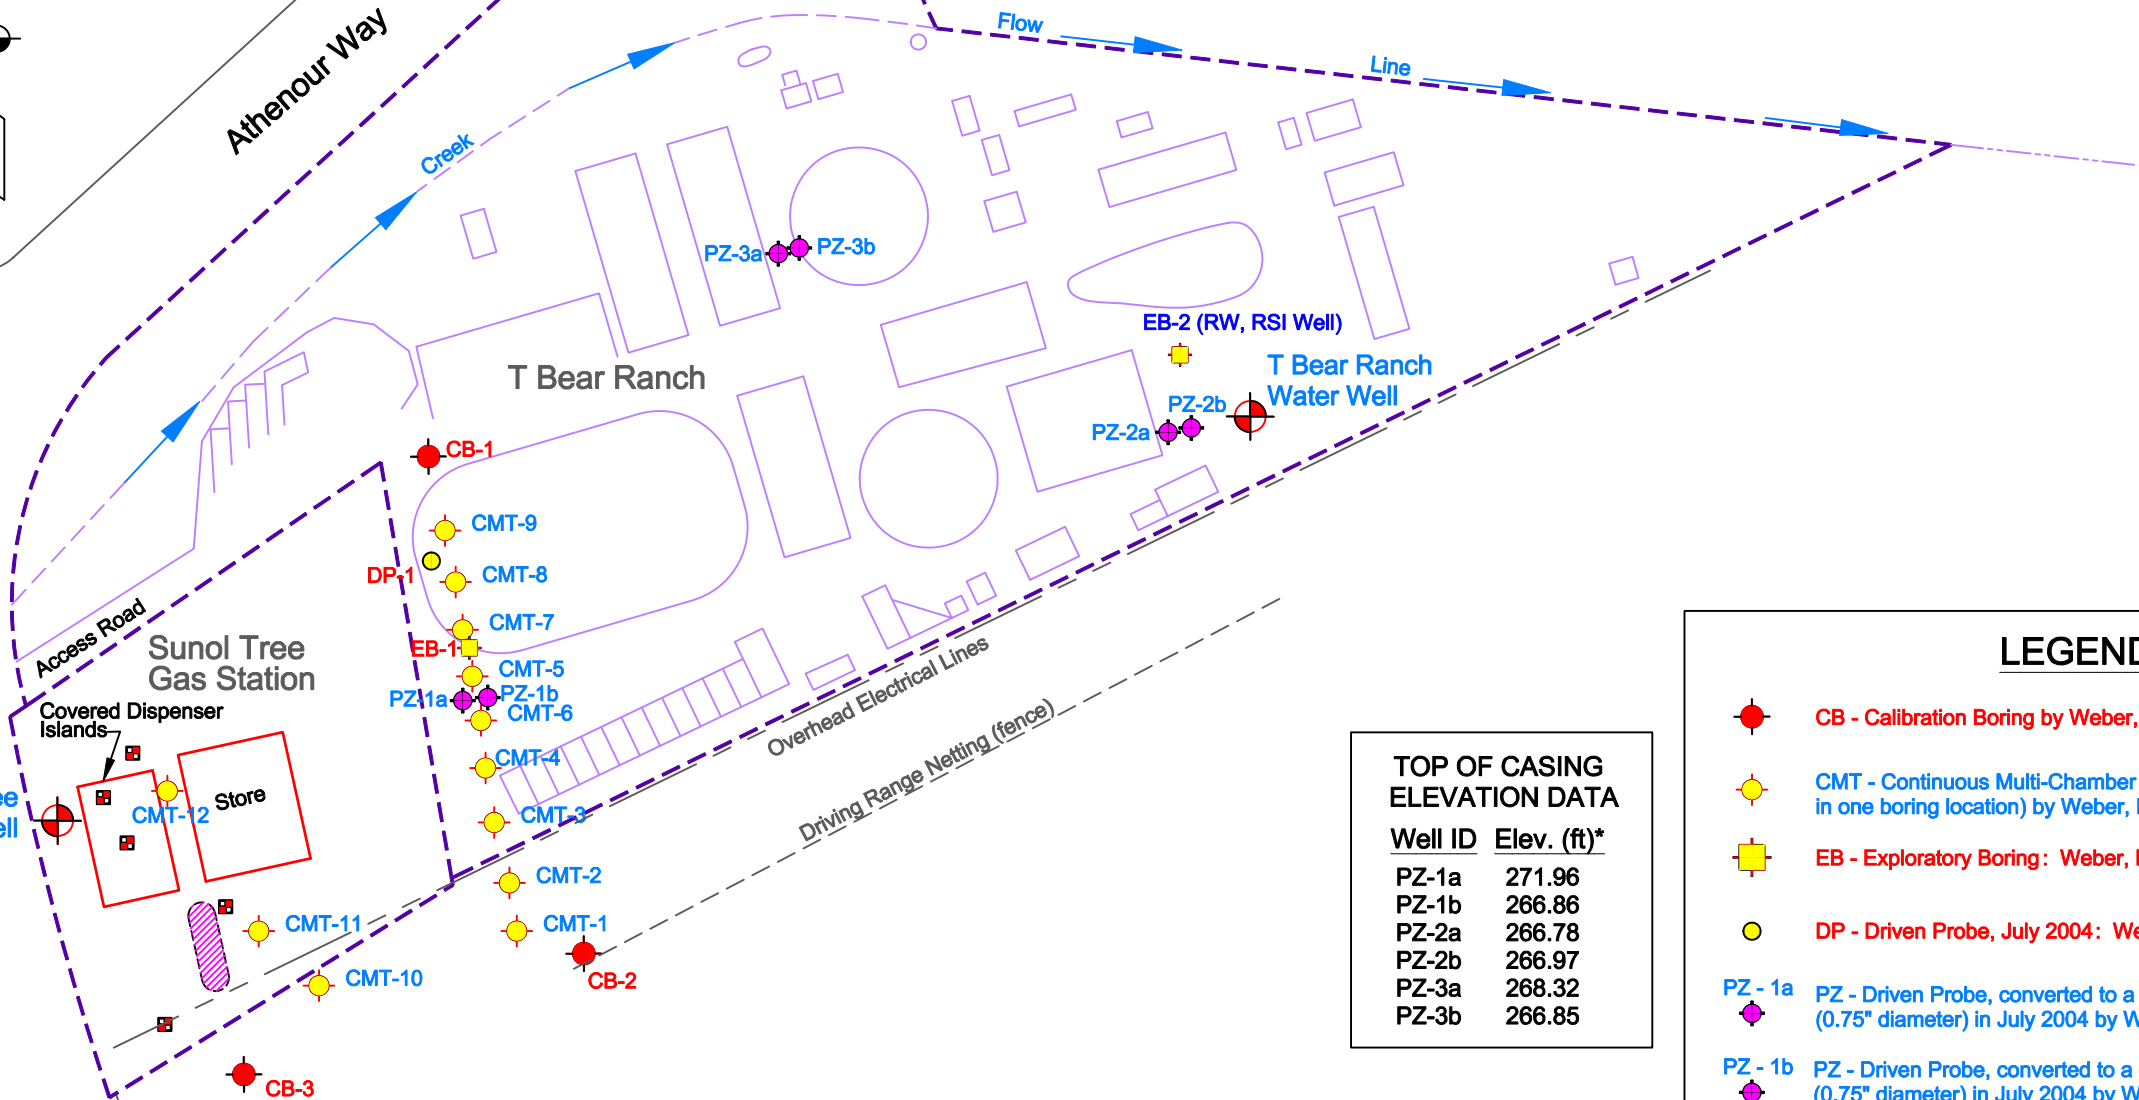 Athenour Way
Flow
Line
Creek
PZ-3a
PZ-3b
EB-2 (RW, RSI Well)
T Bear Ranch
T Bear Ranch
Water Well
PZ-2b
PZ-2a
CB-1
CMT-9
DP-1
CMT-8
CMT-7
EB-1
CMT-5
PZ-1a
PZ-1b
CMT-6
CMT-4
CMT-3
CMT-2
CMT-1
CB-2
Access Road
Sunol Tree
Gas Station
Covered Dispenser
Islands
Store
CMT-12
CMT-11
CMT-10
CB-3
Overhead Electrical Lines
Driving Range Netting (fence)
TOP OF CASING
ELEVATION DATA
Well ID Elev. (ft)*
PZ-1a 271.96
PZ-1b 266.86
PZ-2a 266.78
PZ-2b 266.97
PZ-3a 268.32
PZ-3b 266.85
LEGEND
CB - Calibration Boring by Weber,
CMT - Continuous Multi-Chamber
in one boring location) by Weber,
EB - Exploratory Boring: Weber,
DP - Driven Probe, July 2004:
PZ - 1a PZ - Driven Probe, converted to a
(0.75" diameter) in July 2004 by
PZ - 1b PZ - Driven Probe, converted to a
(0.75" diameter) in July 2004 by